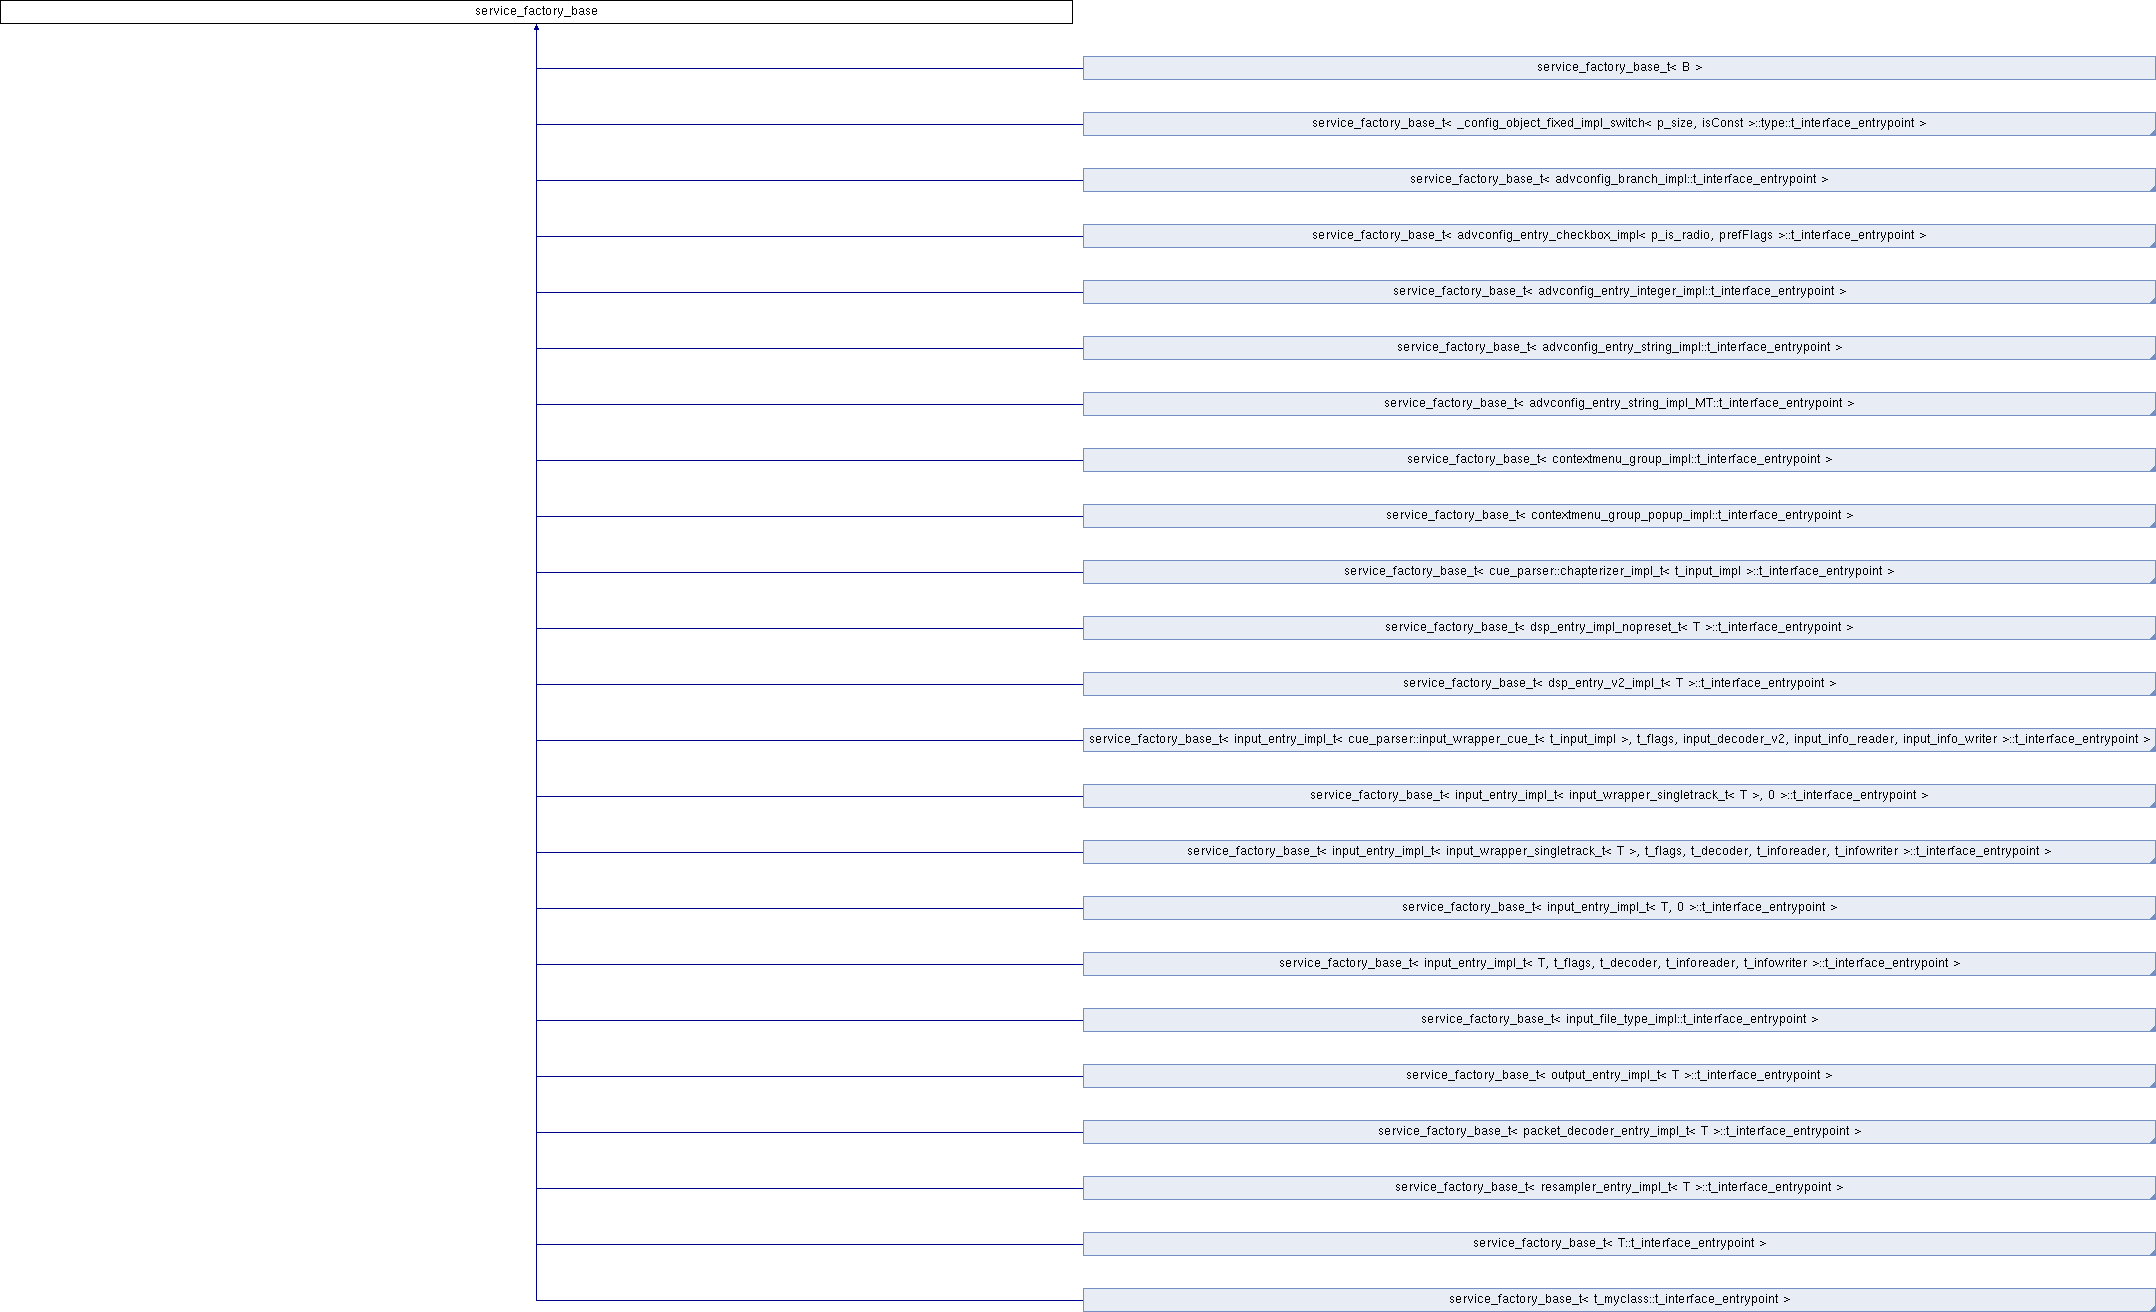 service_factory_base
service_factory_base_t< B >
service_factory_base_t< _config_object_fixed_impl_switch< p_size, isConst >::type::t_interface_entrypoint >
service_factory_base_t< advconfig_branch_impl::t_interface_entrypoint >
service_factory_base_t< advconfig_entry_checkbox_impl< p_is_radio, prefFlags >::t_interface_entrypoint >
service_factory_base_t< advconfig_entry_integer_impl::t_interface_entrypoint >
service_factory_base_t< advconfig_entry_string_impl::t_interface_entrypoint >
service_factory_base_t< advconfig_entry_string_impl_MT::t_interface_entrypoint >
service_factory_base_t< contextmenu_group_impl::t_interface_entrypoint >
service_factory_base_t< contextmenu_group_popup_impl::t_interface_entrypoint >
service_factory_base_t< cue_parser::chapterizer_impl_t< t_input_impl >::t_interface_entrypoint >
service_factory_base_t< dsp_entry_impl_nopreset_t< T >::t_interface_entrypoint >
service_factory_base_t< dsp_entry_v2_impl_t< T >::t_interface_entrypoint >
service_factory_base_t< input_entry_impl_t< cue_parser::input_wrapper_cue_t< t_input_impl >, t_flags, input_decoder_v2, input_info_reader, input_info_writer >::t_interface_entrypoint >
service_factory_base_t< input_entry_impl_t< input_wrapper_singletrack_t< T >, 0 >::t_interface_entrypoint >
service_factory_base_t< input_entry_impl_t< input_wrapper_singletrack_t< T >, t_flags, t_decoder, t_inforeader, t_infowriter >::t_interface_entrypoint >
service_factory_base_t< input_entry_impl_t< T, 0 >::t_interface_entrypoint >
service_factory_base_t< input_entry_impl_t< T, t_flags, t_decoder, t_inforeader, t_infowriter >::t_interface_entrypoint >
service_factory_base_t< input_file_type_impl::t_interface_entrypoint >
service_factory_base_t< output_entry_impl_t< T >::t_interface_entrypoint >
service_factory_base_t< packet_decoder_entry_impl_t< T >::t_interface_entrypoint >
service_factory_base_t< resampler_entry_impl_t< T >::t_interface_entrypoint >
service_factory_base_t< T::t_interface_entrypoint >
service_factory_base_t< t_myclass::t_interface_entrypoint >